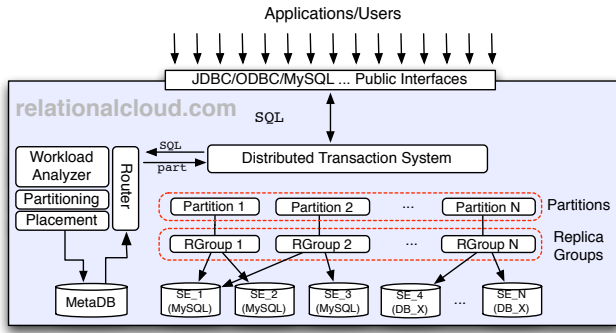 Applications/Users
JDBC/ODBC/MySQL ... Public Interfaces
relationalcloud.com
SQL
SQL
part
Distributed Transaction System
Workload
Analyzer
Partitioning
Placement
Router
Partition 1
Partition 2
...
Partition N
Partitions
RGroup 1
RGroup 2
...
RGroup N
Replica
Groups
MetaDB
SE_1
(MySQL)
SE_2
(MySQL)
SE_3
(MySQL)
SE_4
(DB_X)
...
SE_N
(DB_X)